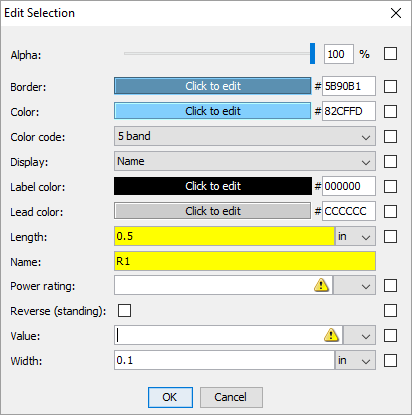 Edit Selection
Alpha: 100 %
Border: Click to edit # 5B90B1
Color: Click to edit # 82CFFD
Color code: 5 band
Display: Name
Label color: Click to edit # 000000
Lead color: Click to edit # CCCCCC
Length: 0.5 in
Name: R1
Power rating:
Reverse (standing):
Value:
Width: 0.1 in
OK Cancel